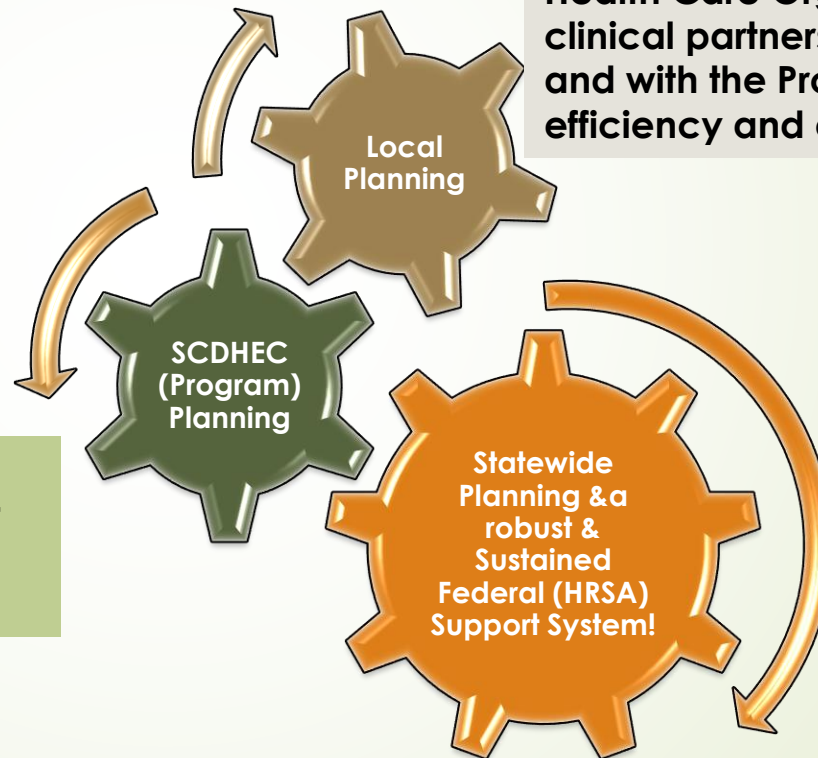 clinical partners
and with the
efficiency and
Local
Planning
SCDHEC
(Program)
Planning
Statewide
Planning &a
robust &
Sustained
Federal (HRSA)
Support System!